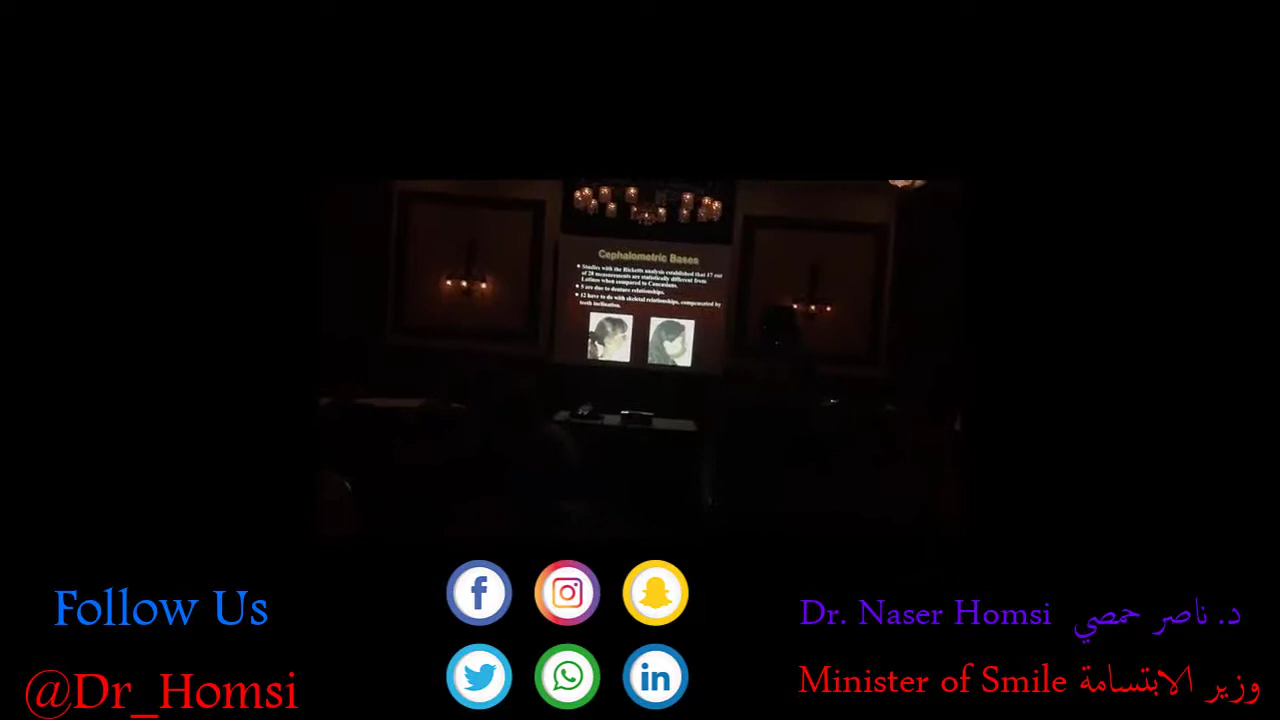 Cephalometric Bases
• Studies with the Ricketts analysis established that 17 out
of 28 measurements are statistically different from
Latinos when compared to Caucasians.
• 5 are due to denture relationships.
• 12 have to do with skeletal relationships, compensated by
teeth inclination.
Follow Us
@Dr_Homsi
Dr. Naser Homsi د. ناصر حمصي
Minister of Smile وزير الابتسامة